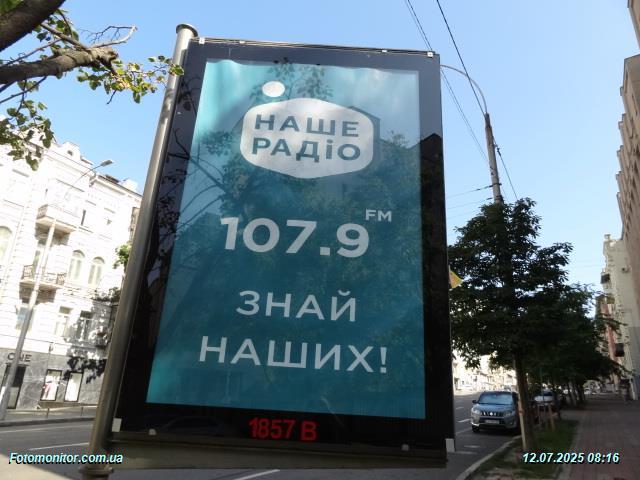 НАШЕ
РАДІО
107.9 FM
ЗНАЙ
НАШИХ!
1857 B
Fotomonitor.com.ua
12.07.2025 08:16